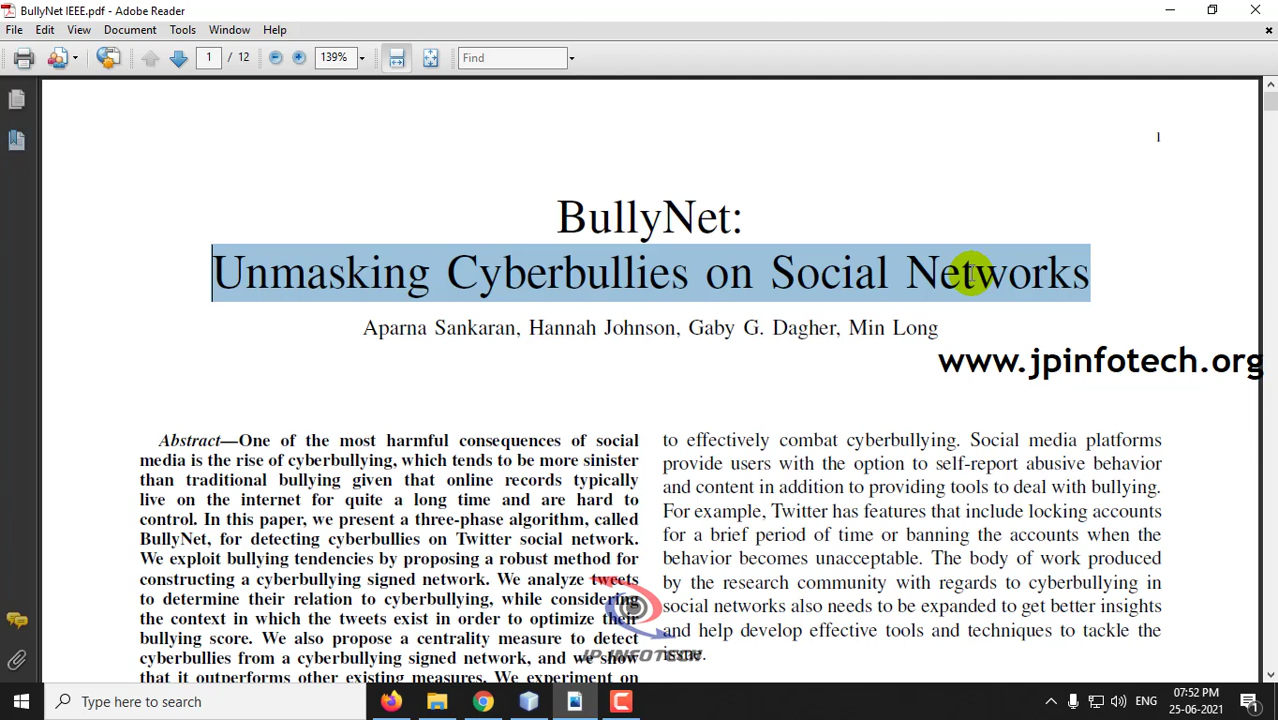 BullyNet IEEE.pdf - Adobe Reader
File Edit View Document Tools Window Help
1 / 12 139% Find
1
BullyNet:
Unmasking Cyberbullies on Social Networks
Aparna Sankaran, Hannah Johnson, Gaby G. Dagher, Min Long
www.jpinfotech.org
Abstract—One of the most harmful consequences of social
media is the rise of cyberbullying, which tends to be more sinister
than traditional bullying given that online records typically
live on the internet for quite a long time and are hard to
control. In this paper, we present a three-phase algorithm, called
BullyNet, for detecting cyberbullies on Twitter social network.
We exploit bullying tendencies by proposing a robust method for
constructing a cyberbullying signed network. We analyze tweets
to determine their relation to cyberbullying, while considering
the context in which the tweets exist in order to optimize their
bullying score. We also propose a centrality measure to detect
cyberbullies from a cyberbullying signed network, and we show
that it outperforms other existing measures. We experiment on
to effectively combat cyberbullying. Social media platforms
provide users with the option to self-report abusive behavior
and content in addition to providing tools to deal with bullying.
For example, Twitter has features that include locking accounts
for a brief period of time or banning the accounts when the
behavior becomes unacceptable. The body of work produced
by the research community with regards to cyberbullying in
social networks also needs to be expanded to get better insights
and help develop effective tools and techniques to tackle the
issue.
JP INFOTECH
Type here to search
ENG
07:52 PM
25-06-2021
1